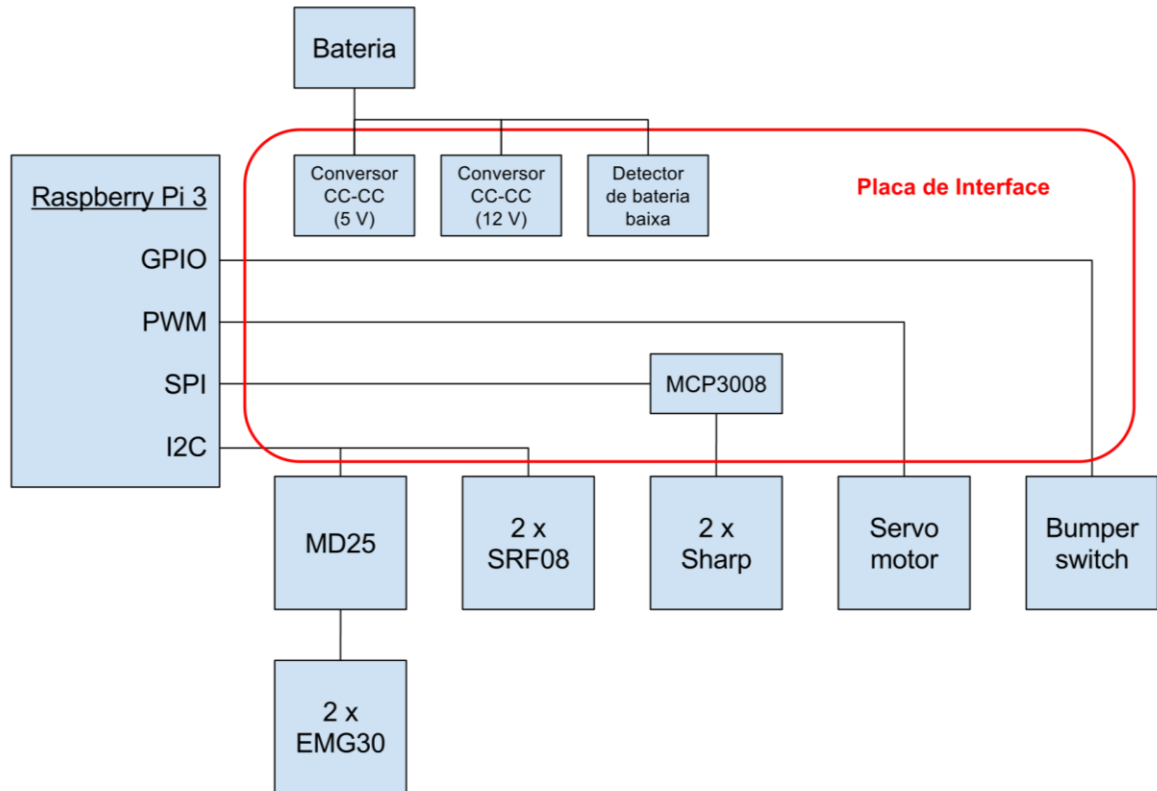 Bateria
Conversor
CC-CC
(5 V)
Conversor
CC-CC
(12 V)
Detector
de bateria
baixa
Placa de Interface
Raspberry Pi 3
GPIO
PWM
SPI
I2C
MCP3008
MD25
2 x
SRF08
2 x
Sharp
Servo
motor
Bumper
switch
2 x
EMG30